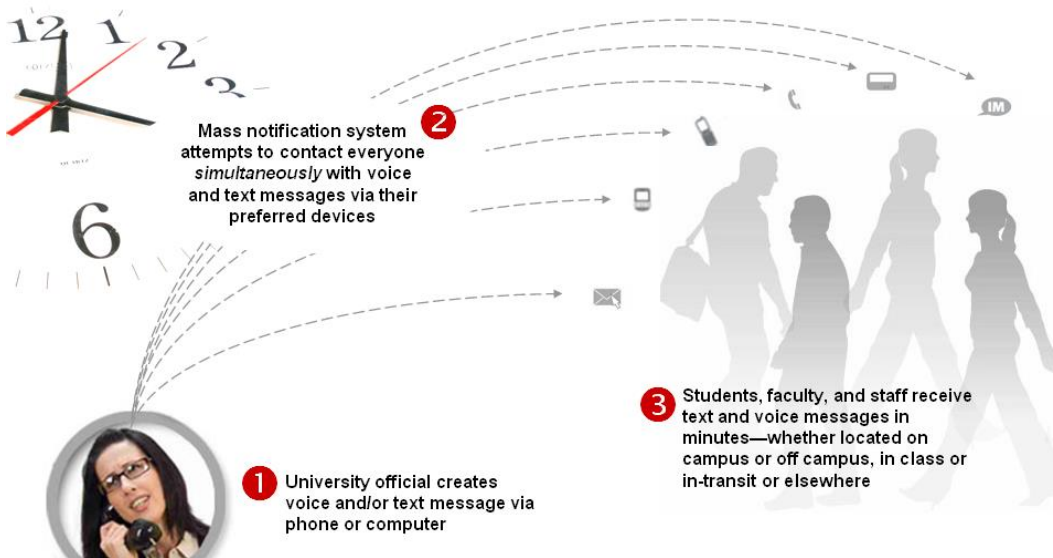 12
1
2
3
6
2
Mass notification system
attempts to contact everyone
simultaneously with voice
and text messages via their
preferred devices
IM
3
Students, faculty, and staff receive
text and voice messages in
minutes—whether located on
campus or off campus, in class or
in-transit or elsewhere
1
University official creates
voice and/or text message via
phone or computer